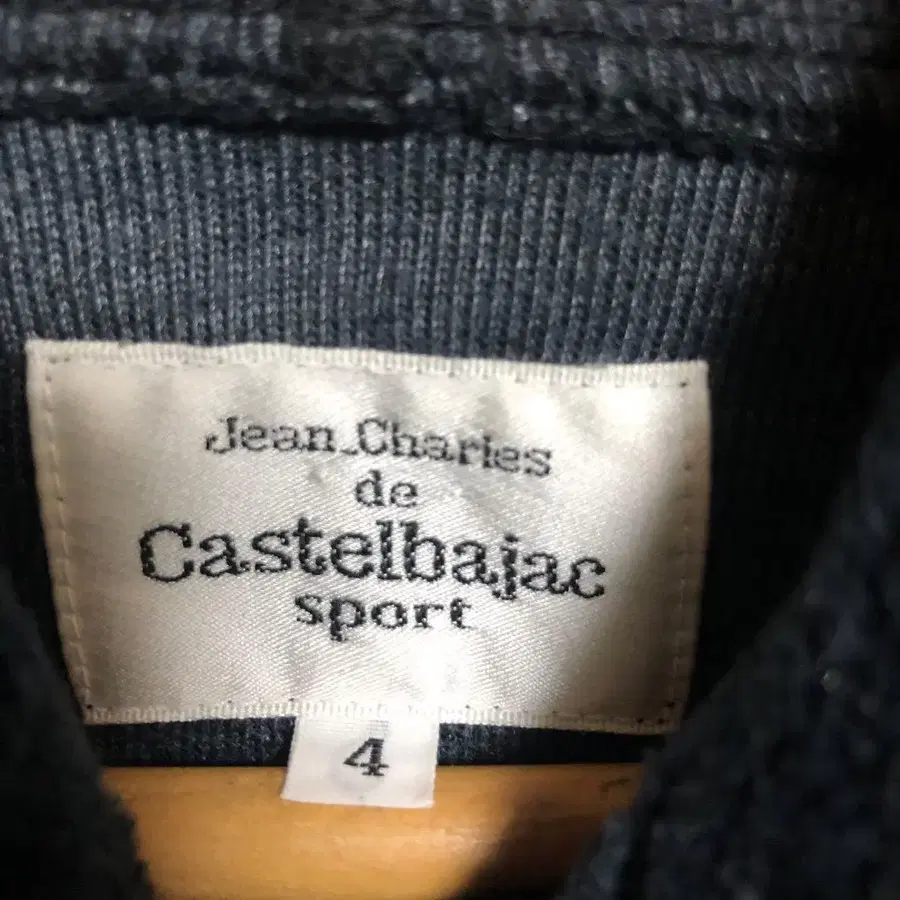 Jean.Charles
de
Castelbajac
sport
4